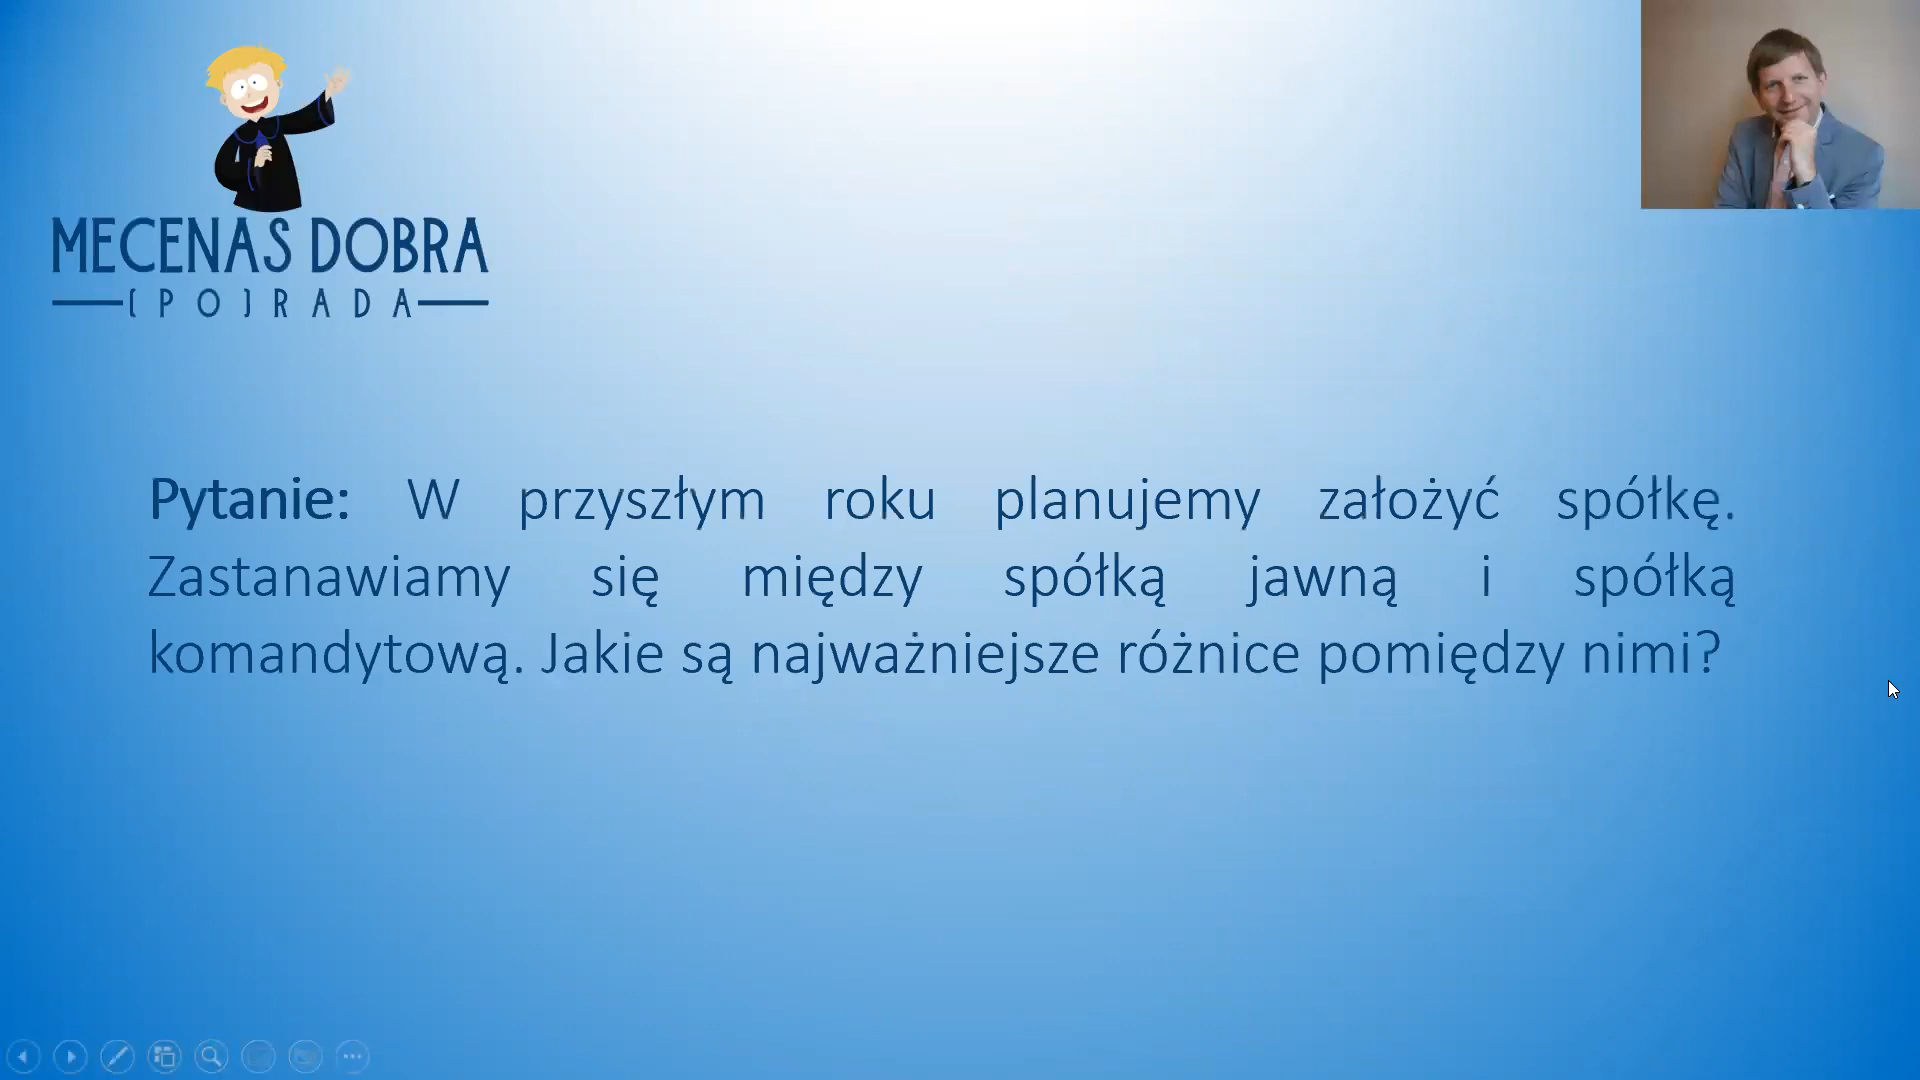 MECENAS DOBRA
(PO)RADA
Pytanie: W przyszłym roku planujemy założyć spółkę.
Zastanawiamy się między spółką jawną i spółką
komandytową. Jakie są najważniejsze różnice pomiędzy nimi?